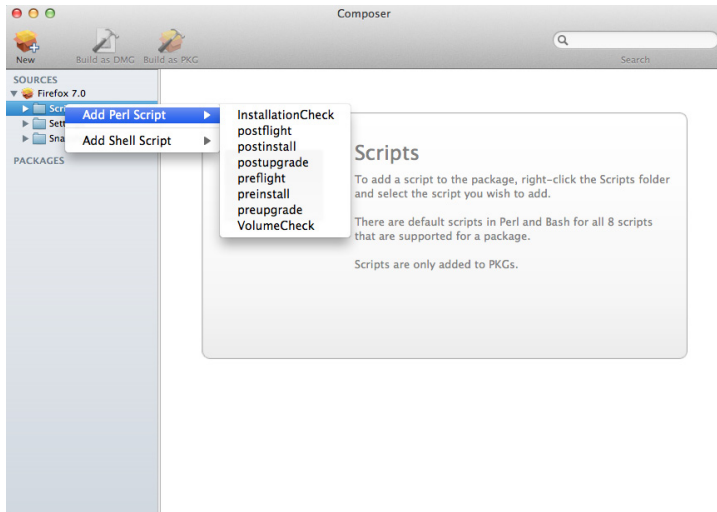 Composer
New
Build as DMG
Build as PKG
Search
SOURCES
Firefox 7.0
Scri
Sett
Sna
PACKAGES
Add Perl Script
Add Shell Script
InstallationCheck
postflight
postinstall
postupgrade
preflight
preinstall
preupgrade
VolumeCheck
Scripts
To add a script to the package, right-click the Scripts folder
and select the script you wish to add.
There are default scripts in Perl and Bash for all 8 scripts
that are supported for a package.
Scripts are only added to PKGs.